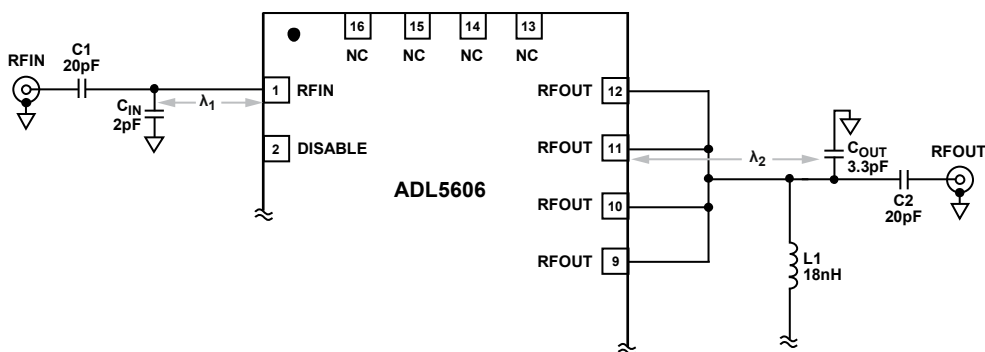 16 15 14 13
NC NC NC NC
RFIN
C1
20pF
CIN
2pF
λ1
1 RFIN
2 DISABLE
ADL5606
RFOUT 12
RFOUT 11
RFOUT 10
RFOUT 9
λ2
COUT
3.3pF
RFOUT
C2
20pF
L1
18nH